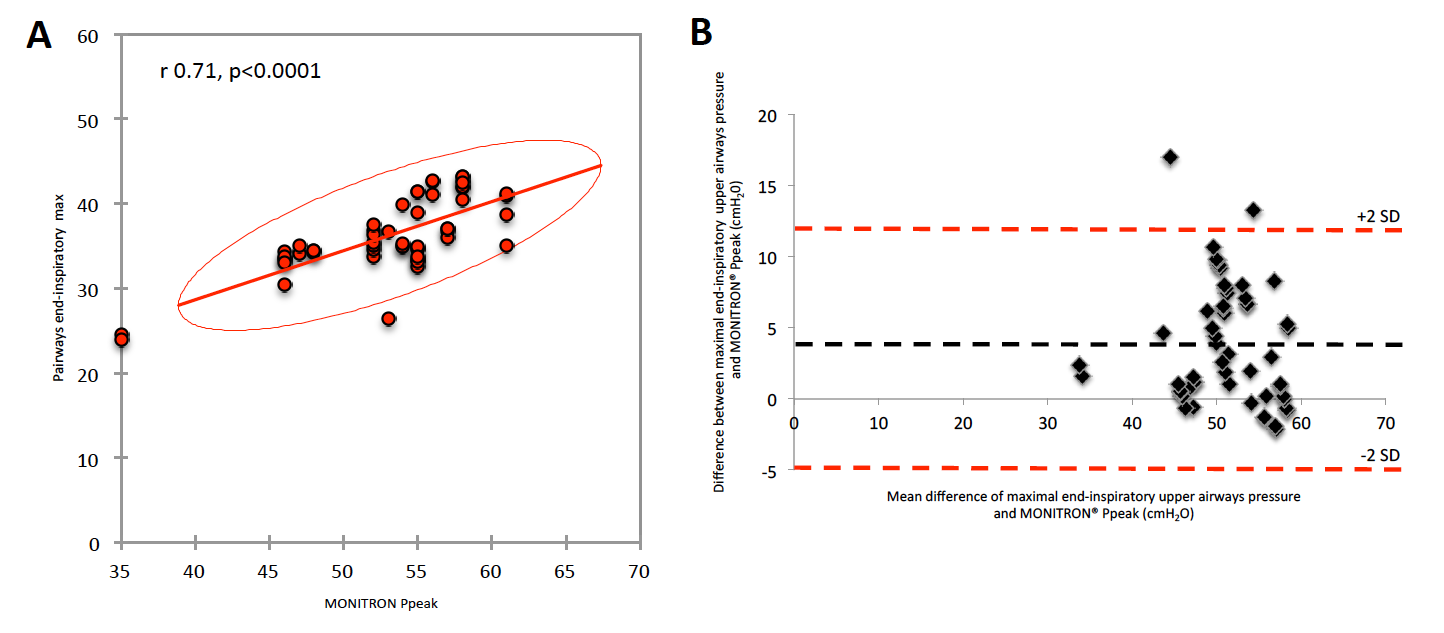 A
r 0.71, p<0.0001
60
50
40
30
20
10
0
35
40
45
50
55
60
65
70
Pairways end-inspiratory max
MONITRON Ppeak
B
Difference between maximal end-inspiratory upper airways pressure
and MONITRON® Ppeak (cmH₂0)
20
15
10
5
0
-5
0
10
20
30
40
50
60
70
+2 SD
-2 SD
Mean difference of maximal end-inspiratory upper airways pressure
and MONITRON® Ppeak (cmH₂O)